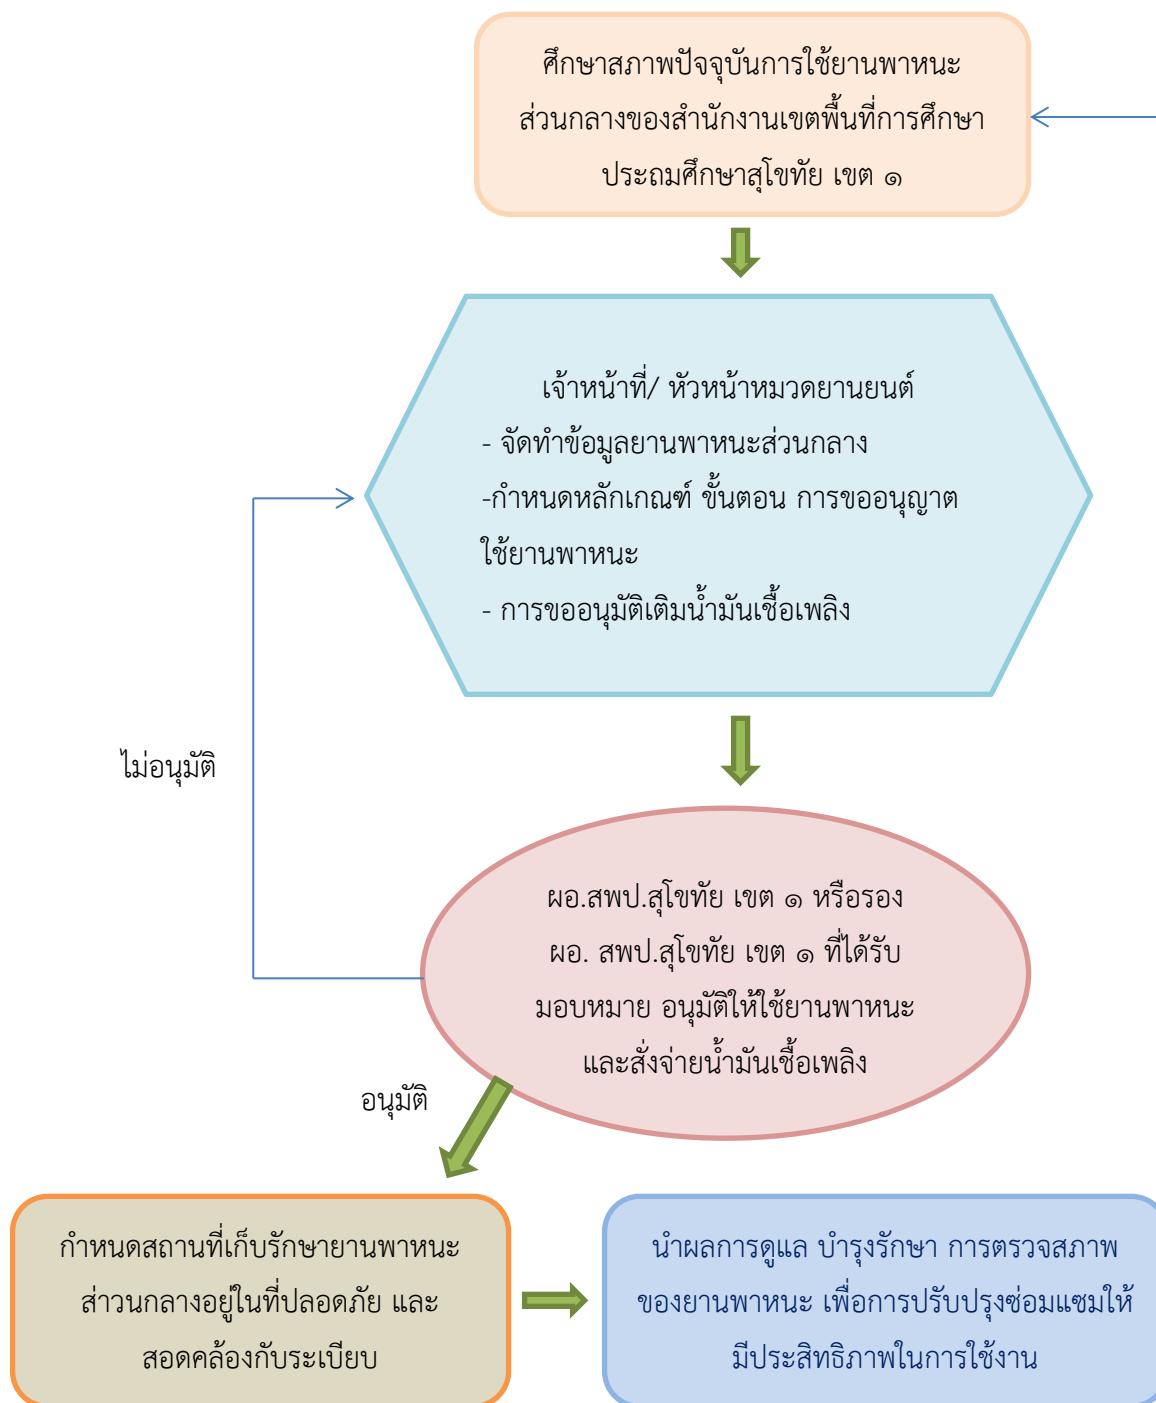 ศึกษาสภาพปัจจุบันการใช้ยานพาหนะ
ส่วนกลางของสำนักงานเขตพื้นที่การศึกษา
ประถมศึกษาสุโขทัย เขต ๑
เจ้าหน้าที่/ หัวหน้าหมวดยานยนต์
- จัดทำข้อมูลยานพาหนะส่วนกลาง
-กำหนดหลักเกณฑ์ ขั้นตอน การขออนุญาต
ใช้ยานพาหนะ
- การขออนุมัติเติมน้ำมันเชื้อเพลิง
ไม่อนุมัติ
ผอ.สพป.สุโขทัย เขต ๑ หรือรอง
ผอ. สพป.สุโขทัย เขต ๑ ที่ได้รับ
มอบหมาย อนุมัติให้ใช้ยานพาหนะ
และสั่งจ่ายน้ำมันเชื้อเพลิง
อนุมัติ
กำหนดสถานที่เก็บรักษายานพาหนะ
ส่าวนกลางอยู่ในที่ปลอดภัย และ
สอดคล้องกับระเบียบ
นำผลการดูแล บำรุงรักษา การตรวจสภาพ
ของยานพาหนะ เพื่อการปรับปรุงซ่อมแซมให้
มีประสิทธิภาพในการใช้งาน